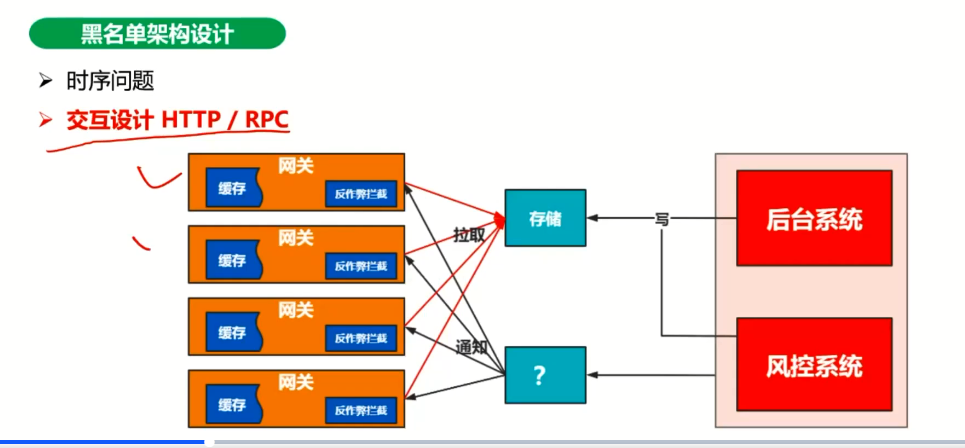 黑名单架构设计
时序问题
交互设计 HTTP / RPC
网关
缓存
反作弊拦截
网关
缓存
反作弊拦截
网关
缓存
反作弊拦截
网关
缓存
反作弊拦截
拉取
通知
存储
?
写
后台系统
风控系统